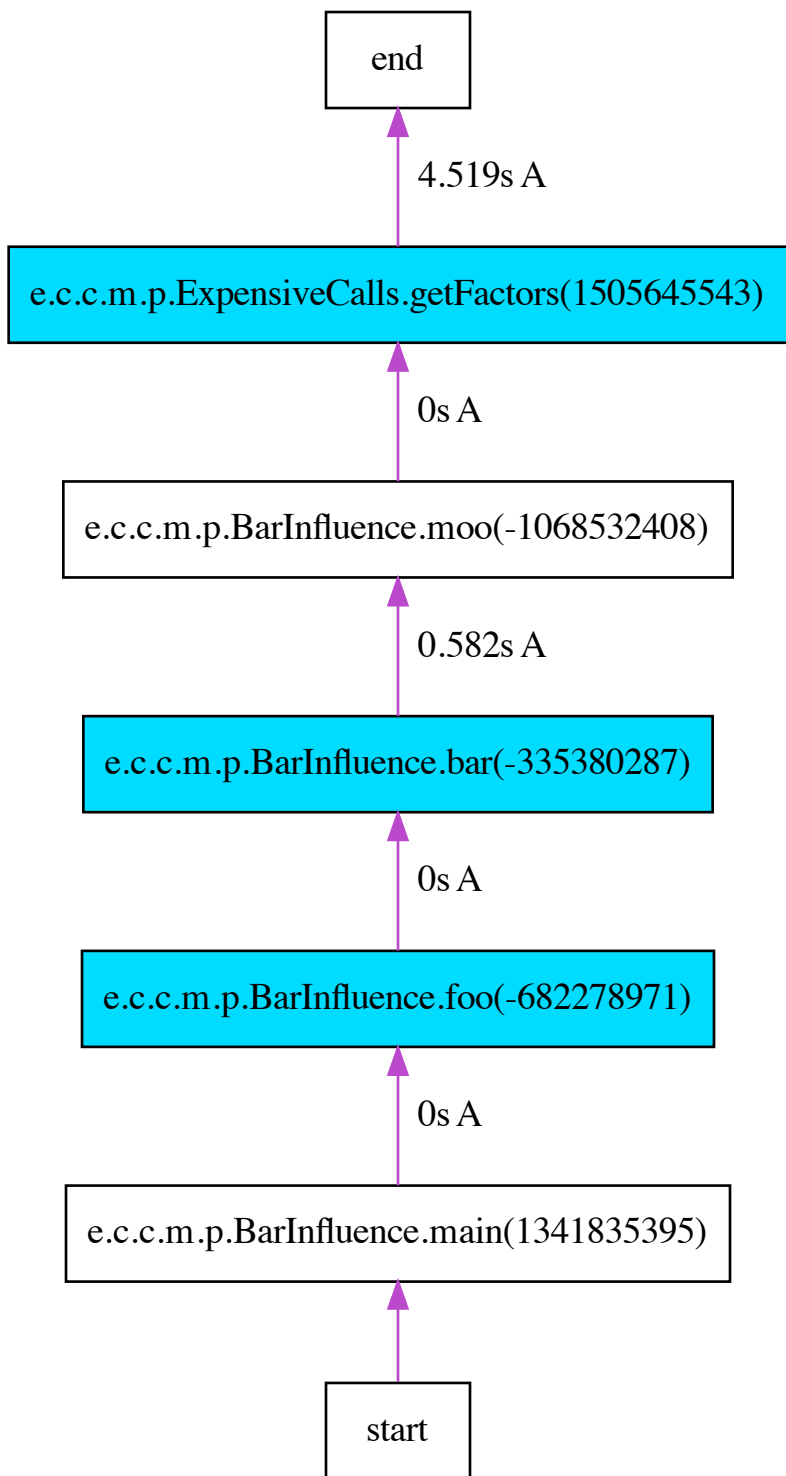 end
4.519s A
e.c.c.m.p.ExpensiveCalls.getFactors(1505645543)
0s A
e.c.c.m.p.BarInfluence.moo(-1068532408)
0.582s A
e.c.c.m.p.BarInfluence.bar(-335380287)
0s A
e.c.c.m.p.BarInfluence.foo(-682278971)
0s A
e.c.c.m.p.BarInfluence.main(1341835395)
start